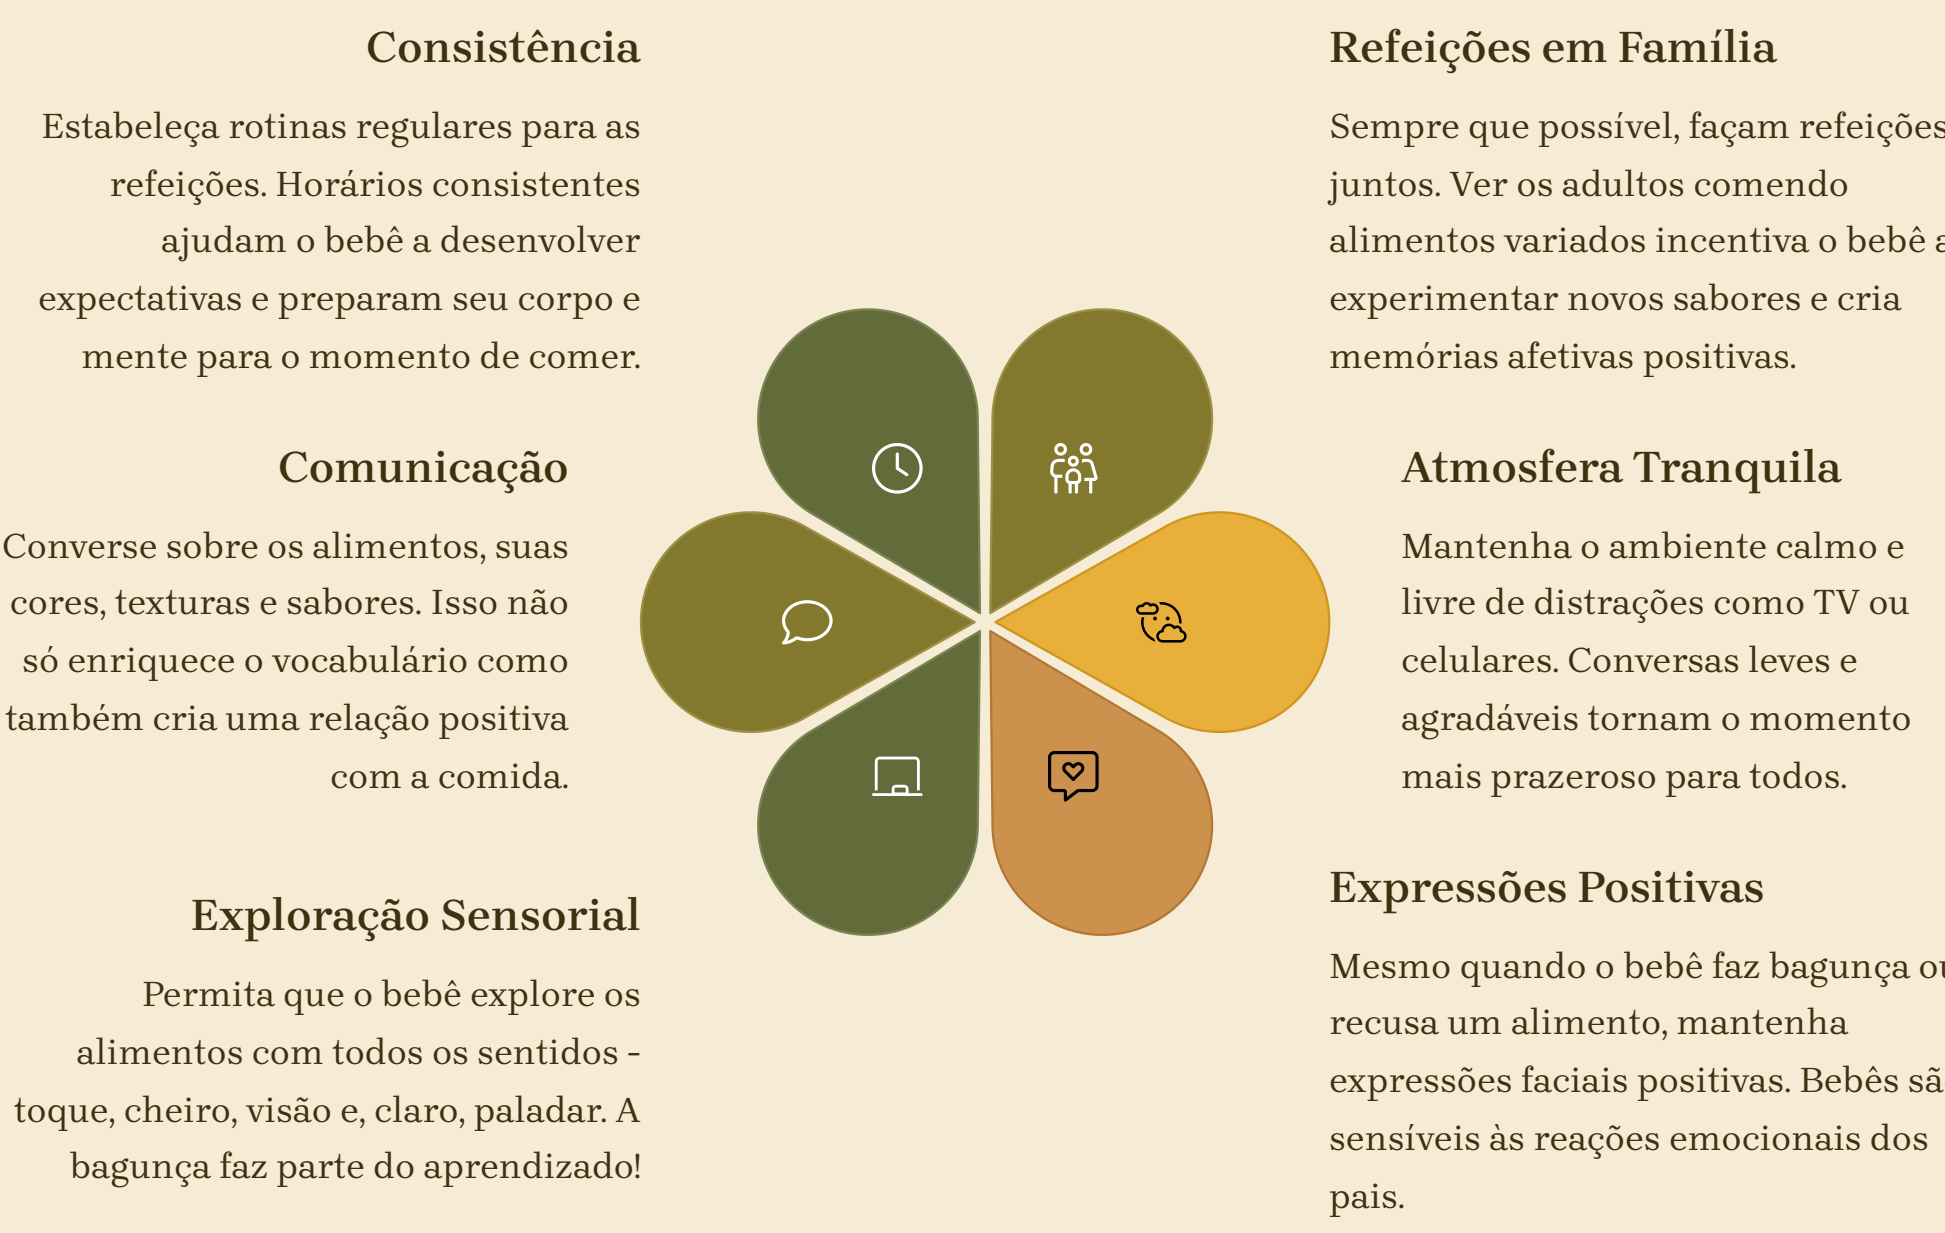 Consistência
Estabeleça rotinas regulares para as
refeições. Horários consistentes
ajudam o bebê a desenvolver
expectativas e preparam seu corpo e
mente para o momento de comer.
Refeições em Família
Sempre que possível, façam refeições
juntos. Ver os adultos comendo
alimentos variados incentiva o bebê a
experimentar novos sabores e cria
memórias afetivas positivas.
Comunicação
Converse sobre os alimentos, suas
cores, texturas e sabores. Isso não
só enriquece o vocabulário como
também cria uma relação positiva
com a comida.
Atmosfera Tranquila
Mantenha o ambiente calmo e
livre de distrações como TV ou
celulares. Conversas leves e
agradáveis tornam o momento
mais prazeroso para todos.
Exploração Sensorial
Permita que o bebê explore os
alimentos com todos os sentidos -
toque, cheiro, visão e, claro, paladar. A
bagunça faz parte do aprendizado!
Expressões Positivas
Mesmo quando o bebê faz bagunça ou
recusa um alimento, mantenha
expressões faciais positivas. Bebês sã
sensíveis às reações emocionais dos
pais.